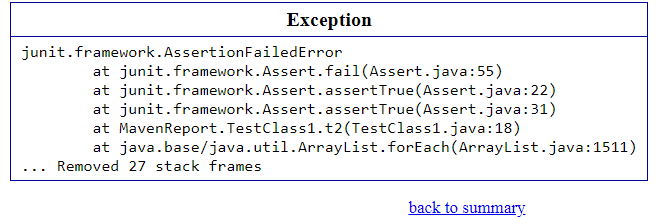 Exception
junit.framework.AssertionFailedError
at junit.framework.Assert.fail(Assert.java:55)
at junit.framework.Assert.assertTrue(Assert.java:22)
at junit.framework.Assert.assertTrue(Assert.java:31)
at MavenReport.TestClass1.t2(TestClass1.java:18)
at java.base/java.util.ArrayList.forEach(ArrayList.java:1511)
... Removed 27 stack frames
back to summary